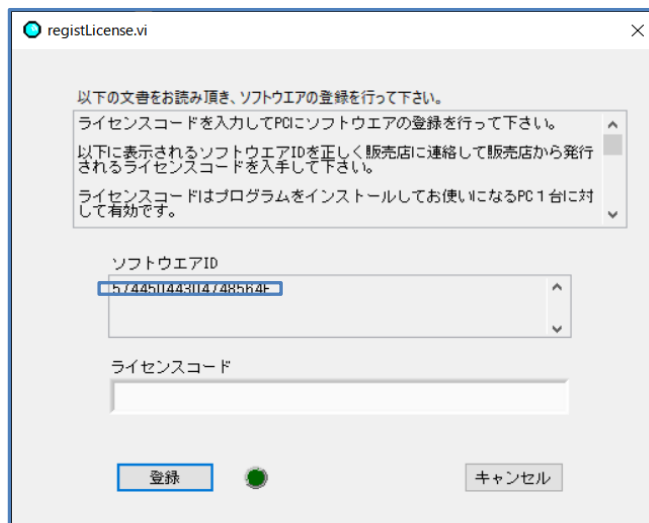 registLicense.vi
以下の文書をお読み頂き、ソフトウエアの登録を行って下さい。
ライセンスコードを入力してPCにソフトウエアの登録を行って下さい。
以下に表示されるソフトウエアIDを正しく販売店に連絡して販売店から発行
されるライセンスコードを入手して下さい。
ライセンスコードはプログラムをインストールしてお使いになるPC1台に対
して有効です。
ソフトウエアID
ライセンスコード
登録
キャンセル